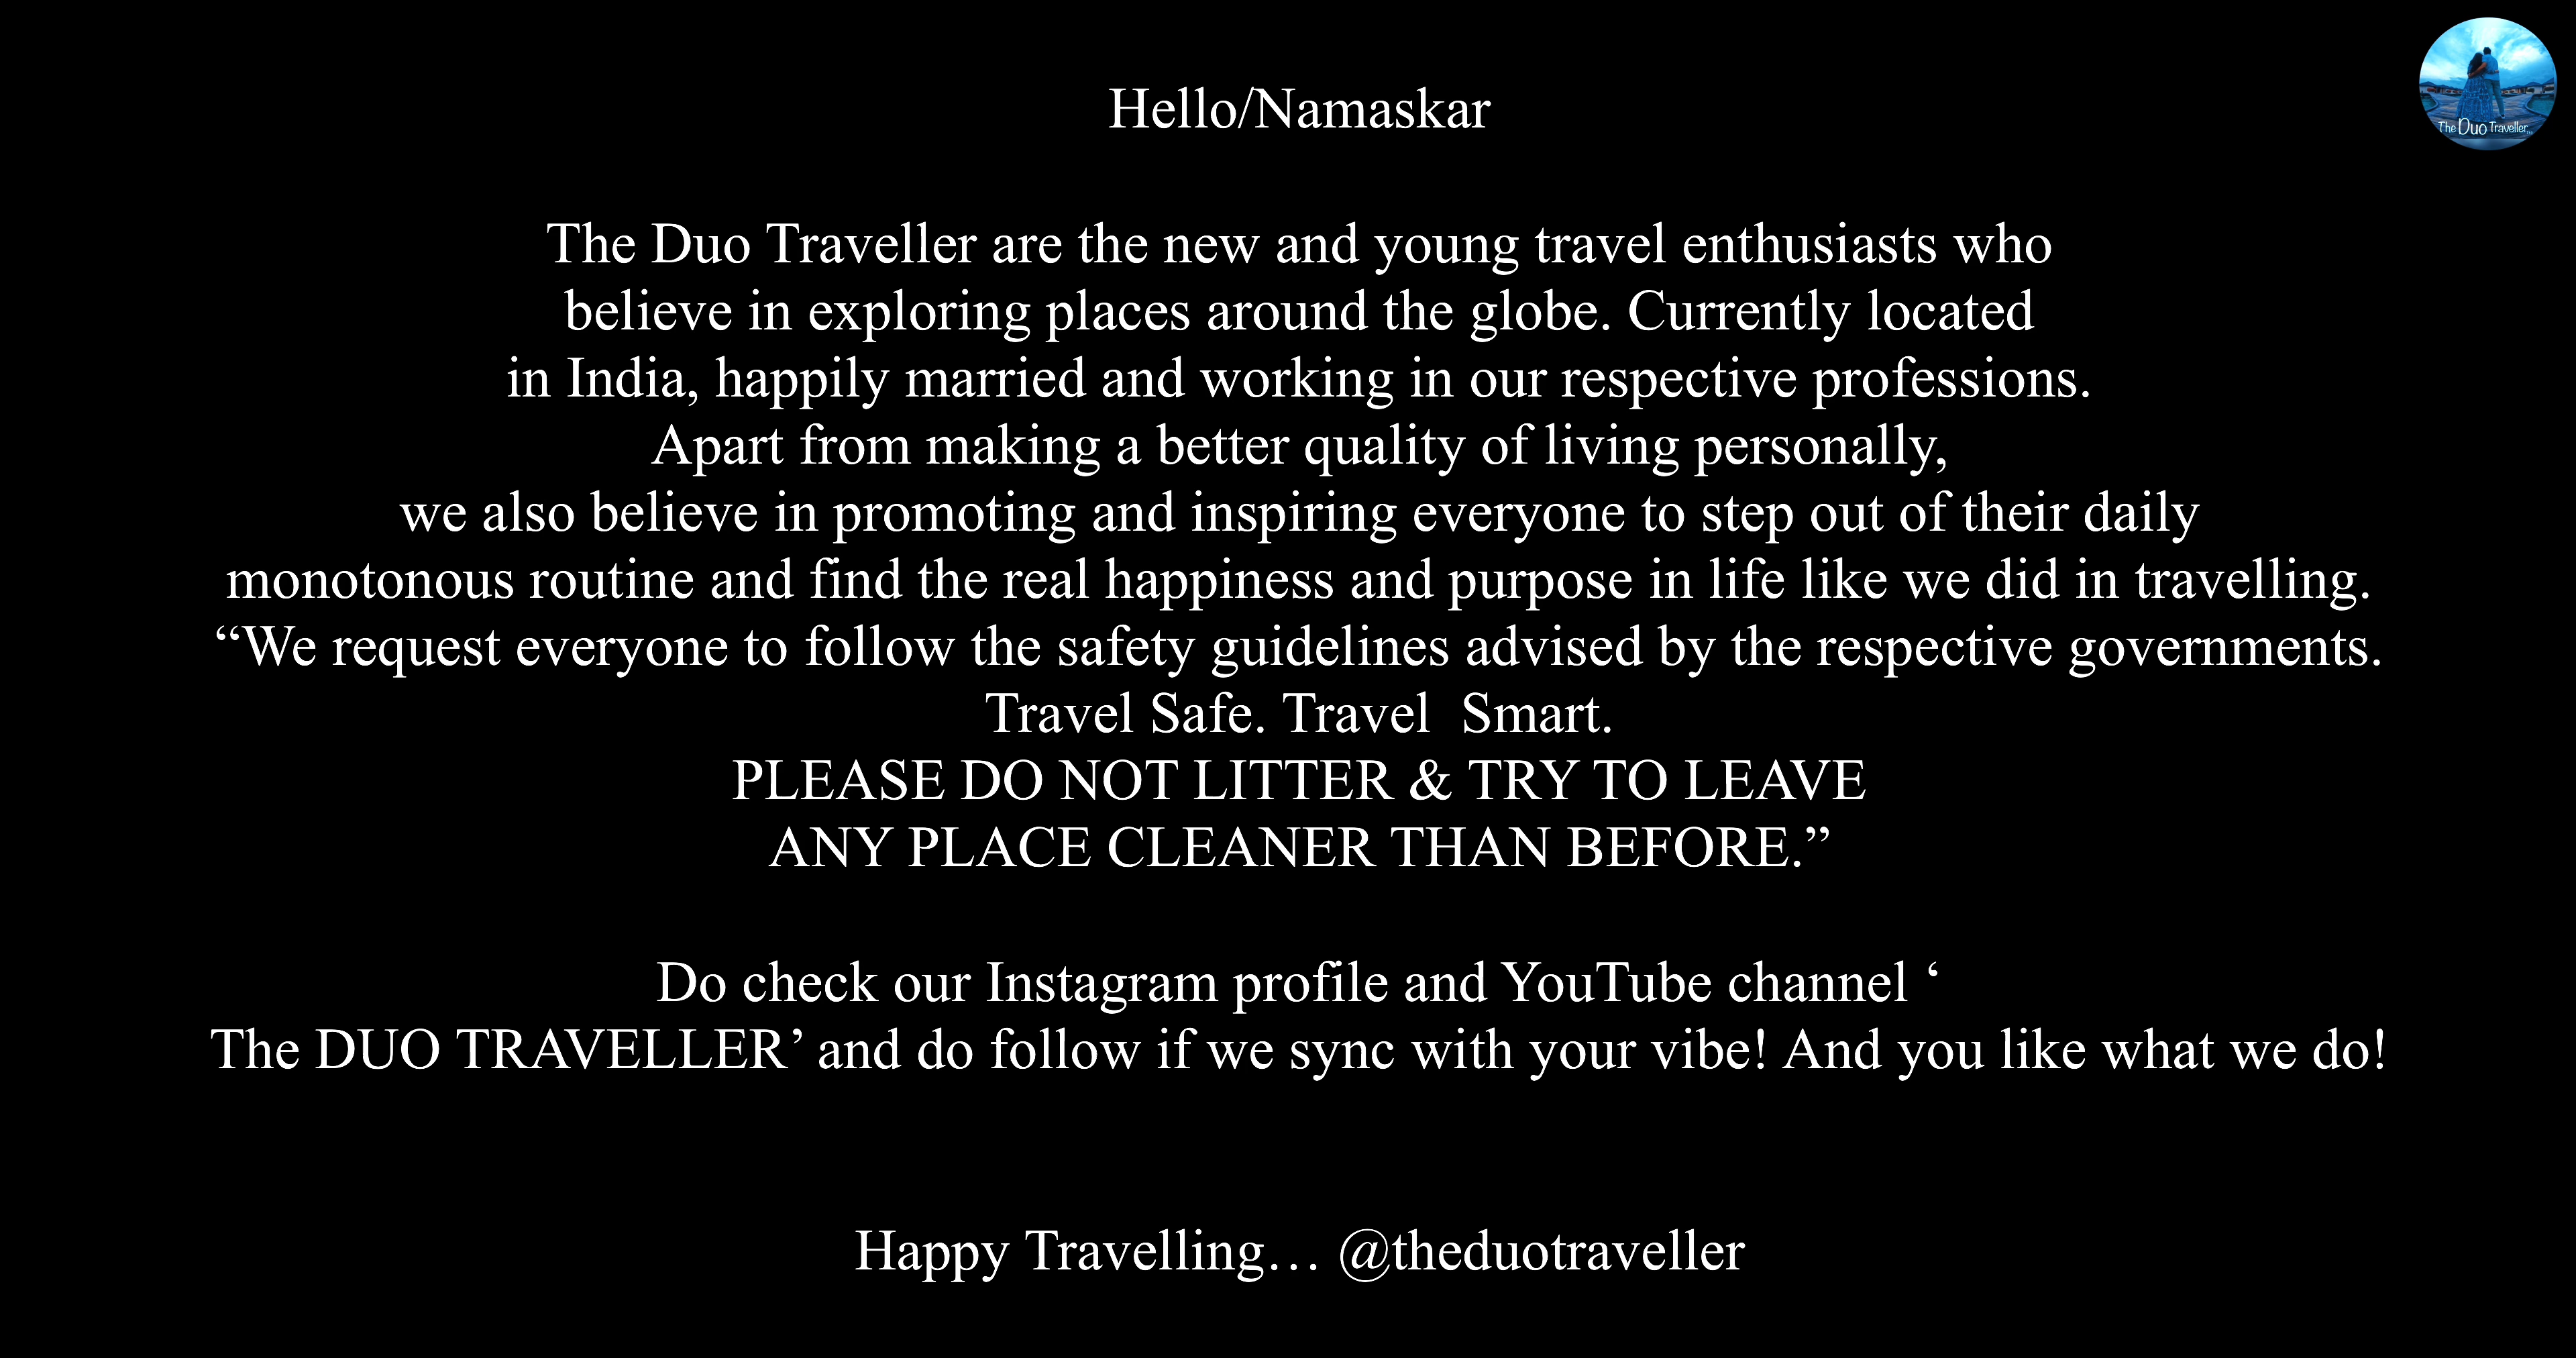 The Duo Traveller...
Hello/Namaskar
The Duo Traveller are the new and young travel enthusiasts who
believe in exploring places around the globe. Currently located
in India, happily married and working in our respective professions.
Apart from making a better quality of living personally,
we also believe in promoting and inspiring everyone to step out of their daily
monotonous routine and find the real happiness and purpose in life like we did in travelling.
“We request everyone to follow the safety guidelines advised by the respective governments.
Travel Safe. Travel  Smart.
PLEASE DO NOT LITTER & TRY TO LEAVE
ANY PLACE CLEANER THAN BEFORE.”
Do check our Instagram profile and YouTube channel ‘
The DUO TRAVELLER’ and do follow if we sync with your vibe! And you like what we do!
Happy Travelling… @theduotraveller